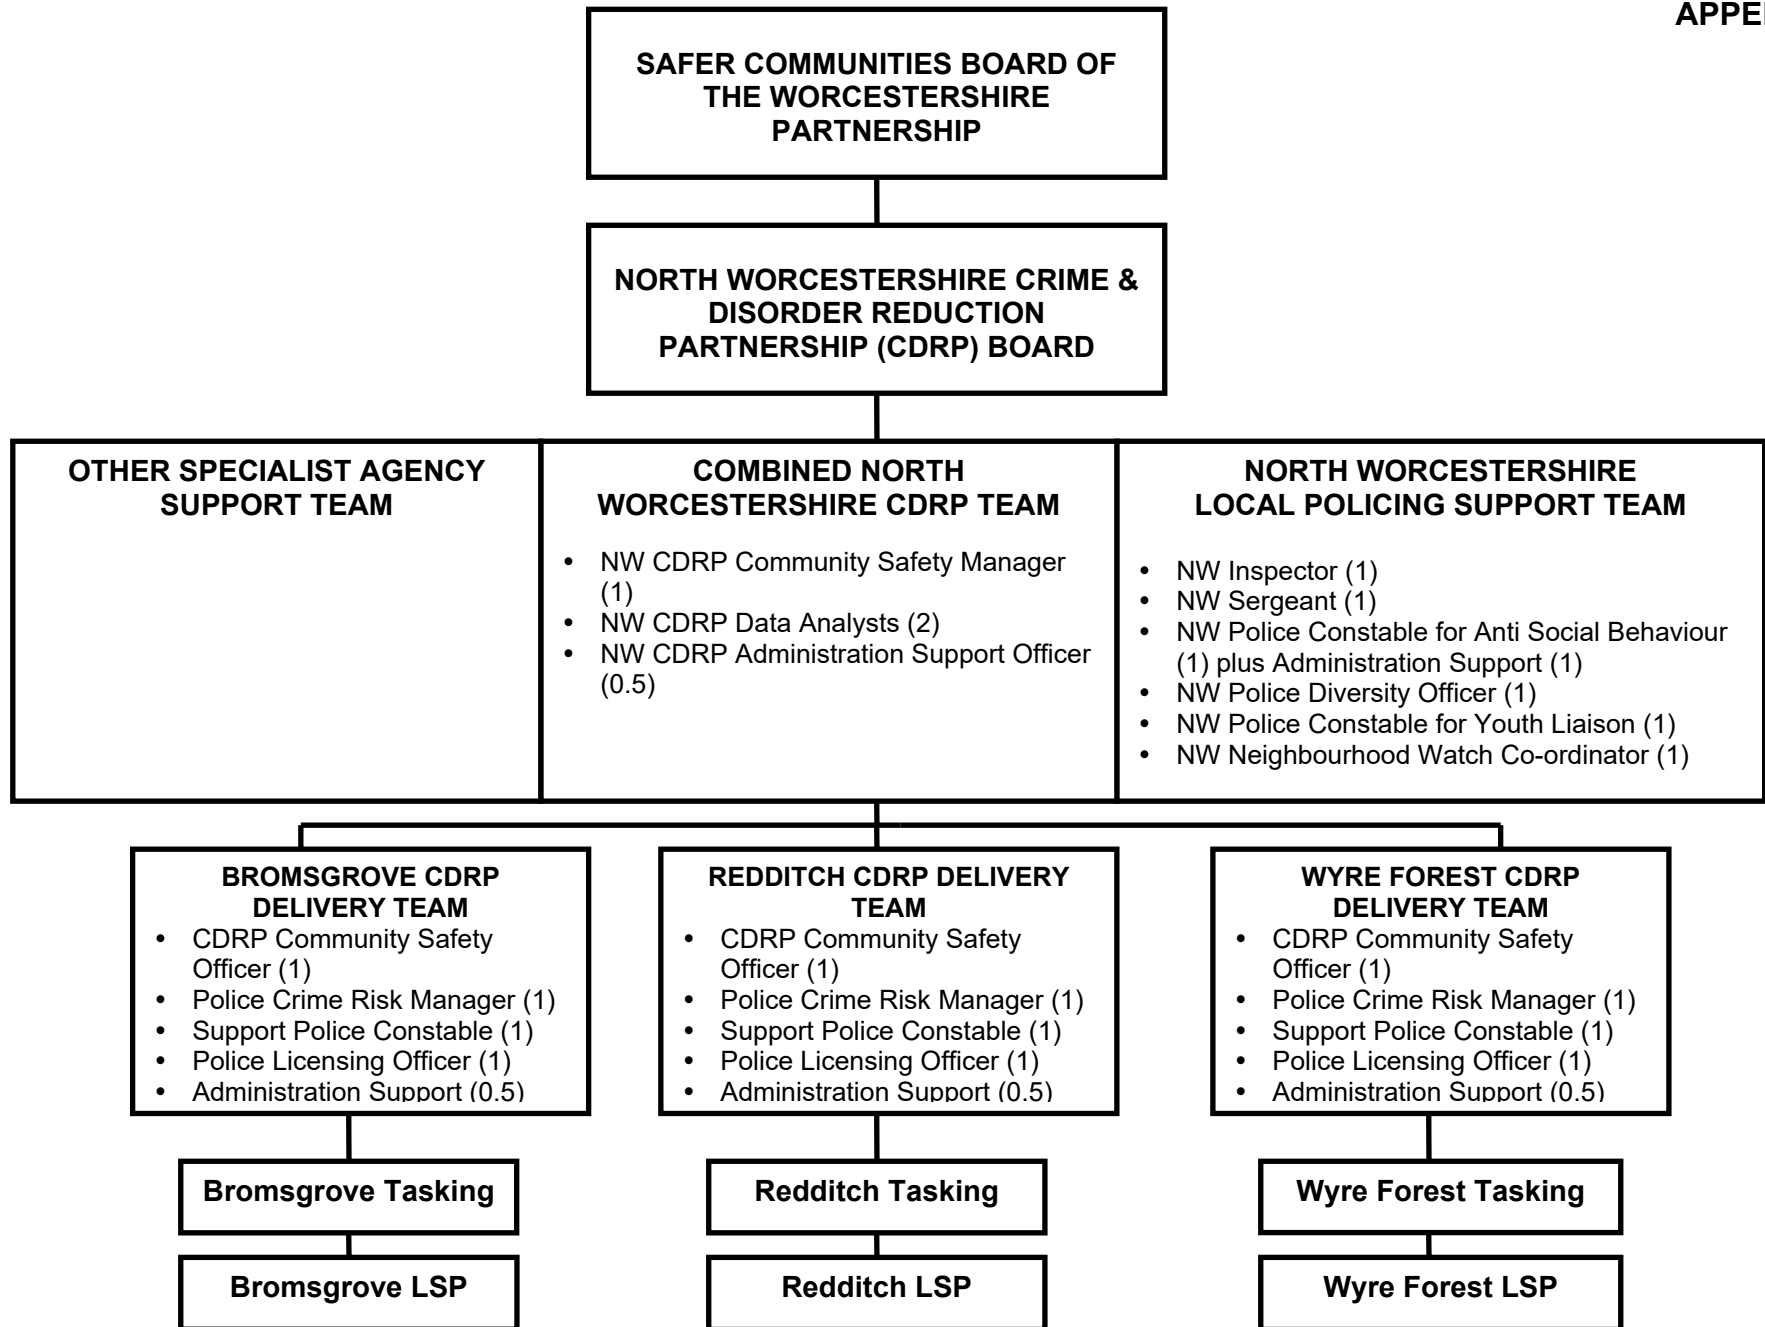 APPE
SAFER COMMUNITIES BOARD OF
THE WORCESTERSHIRE
PARTNERSHIP
NORTH WORCESTERSHIRE CRIME &
DISORDER REDUCTION
PARTNERSHIP (CDRP) BOARD
OTHER SPECIALIST AGENCY
SUPPORT TEAM
COMBINED NORTH
WORCESTERSHIRE CDRP TEAM
• NW CDRP Community Safety Manager
(1)
• NW CDRP Data Analysts (2)
• NW CDRP Administration Support Officer
(0.5)
NORTH WORCESTERSHIRE
LOCAL POLICING SUPPORT TEAM
• NW Inspector (1)
• NW Sergeant (1)
• NW Police Constable for Anti Social Behaviour
(1) plus Administration Support (1)
• NW Police Diversity Officer (1)
• NW Police Constable for Youth Liaison (1)
• NW Neighbourhood Watch Co-ordinator (1)
BROMSGROVE CDRP
DELIVERY TEAM
• CDRP Community Safety
Officer (1)
• Police Crime Risk Manager (1)
• Support Police Constable (1)
• Police Licensing Officer (1)
• Administration Support (0.5)
REDDITCH CDRP DELIVERY
TEAM
• CDRP Community Safety
Officer (1)
• Police Crime Risk Manager (1)
• Support Police Constable (1)
• Police Licensing Officer (1)
• Administration Support (0.5)
WYRE FOREST CDRP
DELIVERY TEAM
• CDRP Community Safety
Officer (1)
• Police Crime Risk Manager (1)
• Support Police Constable (1)
• Police Licensing Officer (1)
• Administration Support (0.5)
Bromsgrove Tasking
Redditch Tasking
Wyre Forest Tasking
Bromsgrove LSP
Redditch LSP
Wyre Forest LSP